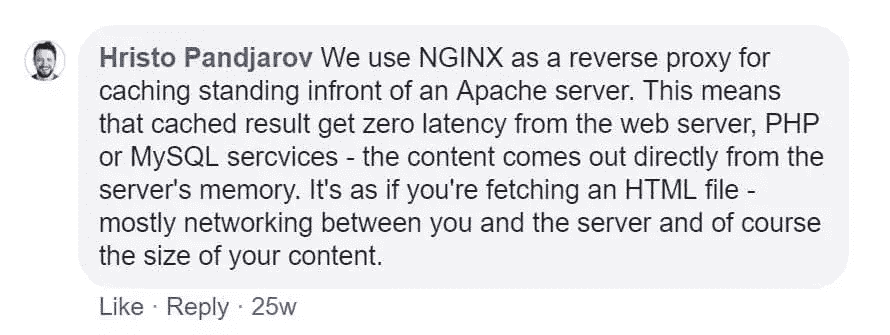 Hristo Pandjarov We use NGINX as a reverse proxy for
caching standing infront of an Apache server. This means
that cached result get zero latency from the web server, PHP
or MySQL sercvices - the content comes out directly from the
server's memory. It's as if you're fetching an HTML file -
mostly networking between you and the server and of course
the size of your content.
Like · Reply · 25w